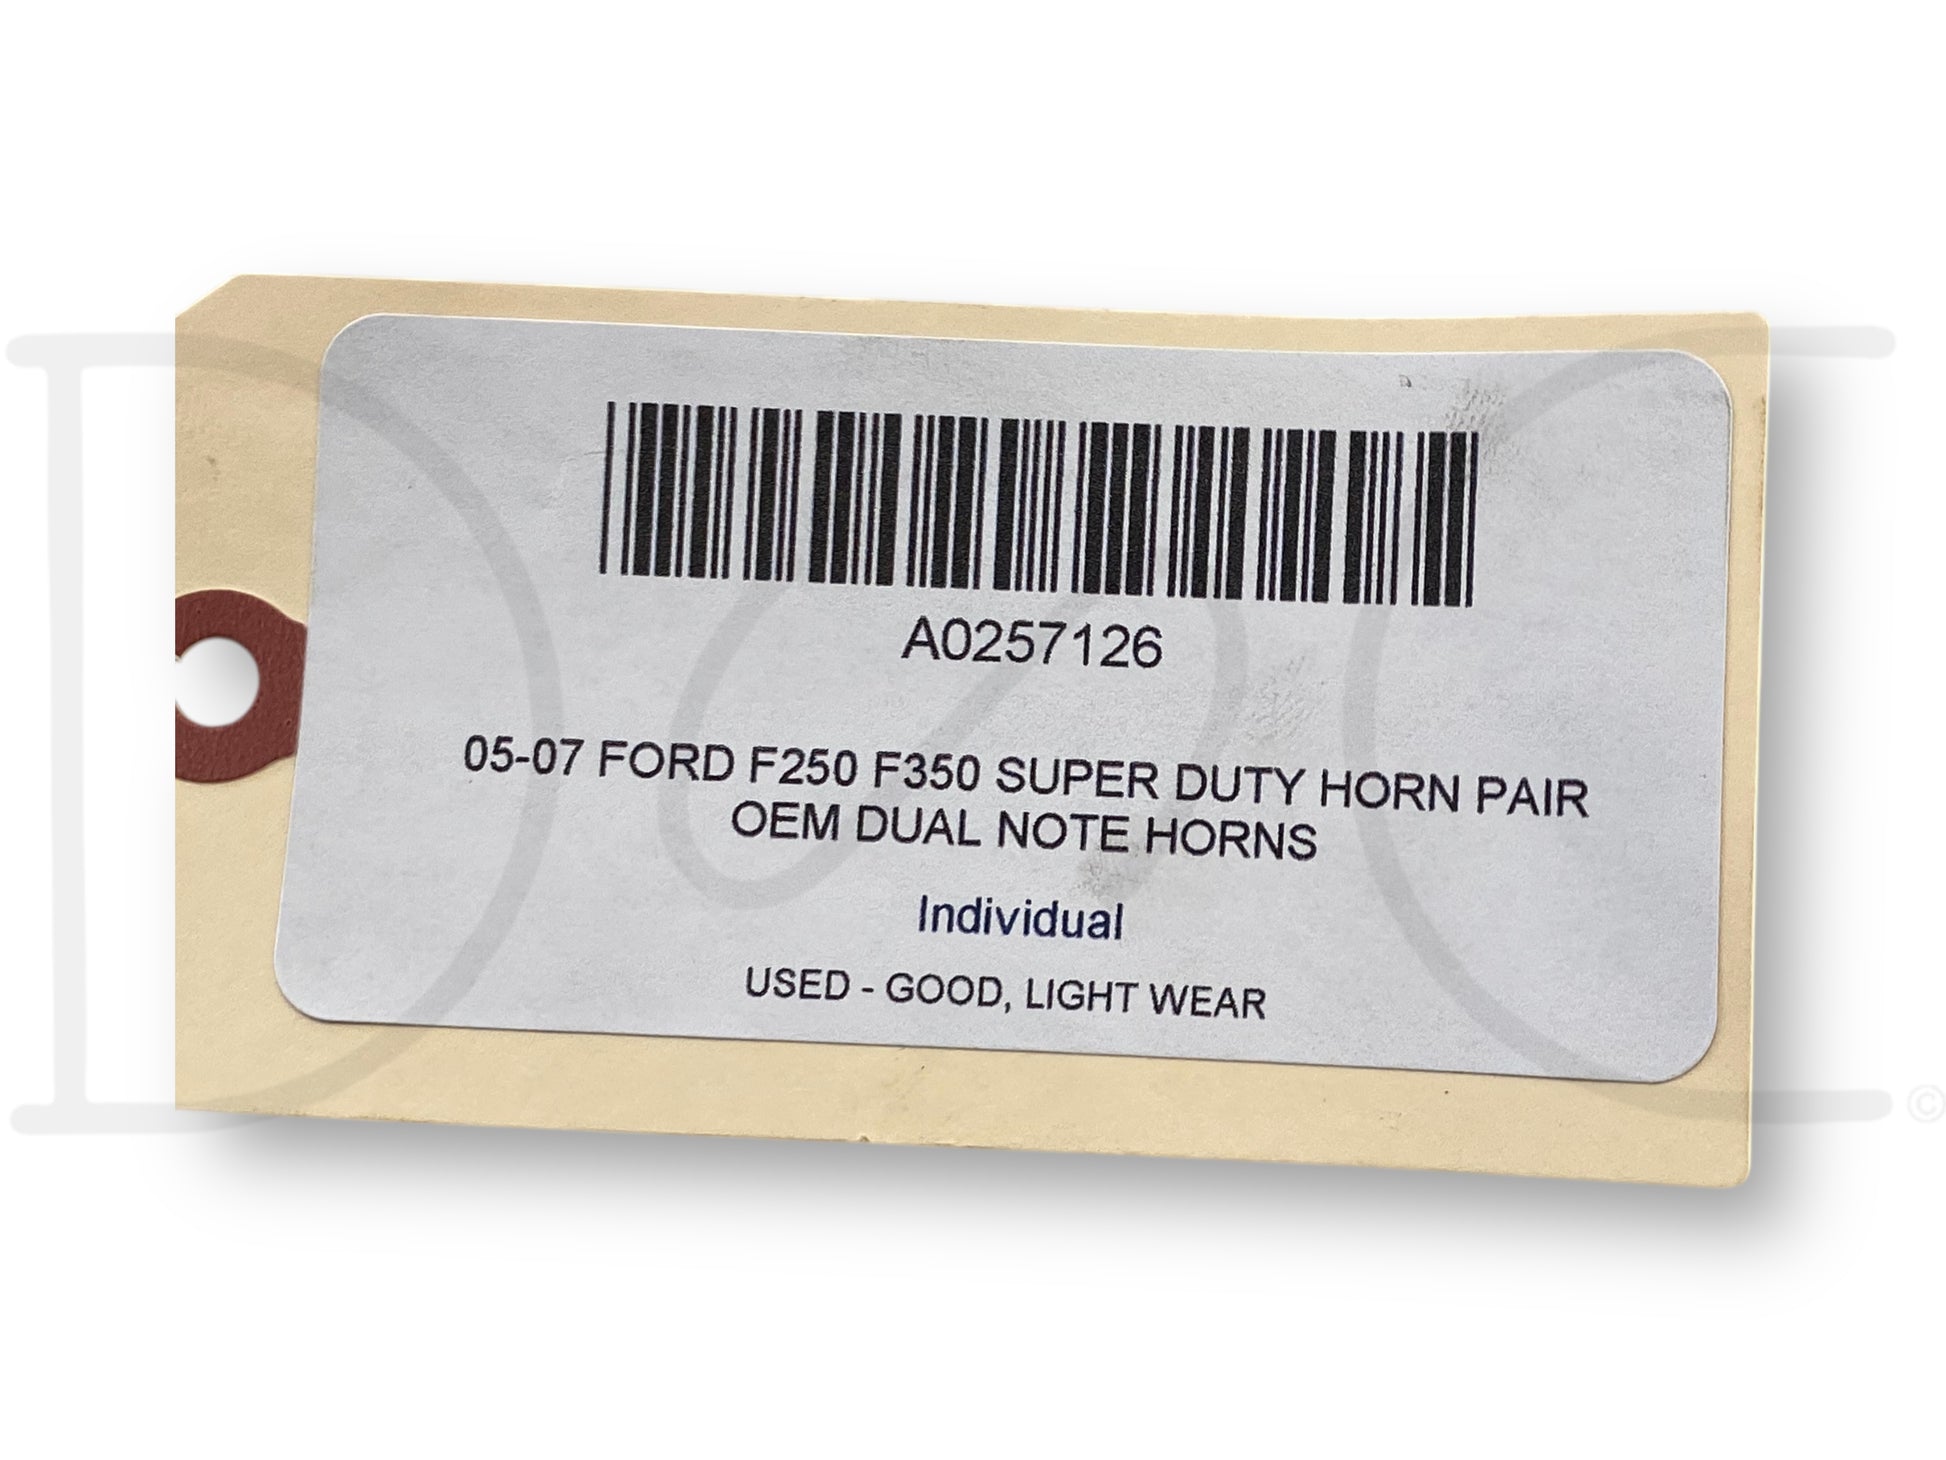 A0257126
05-07 FORD F250 F350 SUPER DUTY HORN PAIR
OEM DUAL NOTE HORNS
Individual
USED - GOOD, LIGHT WEAR
©